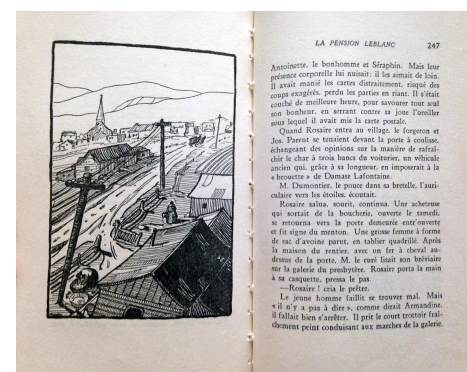 LA PENSION LEBLANC 247
Antoinette, le bonhomme et Séraphin. Mais leur
présence corporelle lui nuisait: il les aimait de loin.
Il avait manié les cartes distraitement, risqué des
coups exagérés, perdu les parties en riant. Il s'était
couché de meilleure heure, pour savourer tout seul
son bonheur, en serrant contre sa joue l'oreiller
sous lequel il avait mis la carte postale.
Quand Rosaire entra au village, le forgeron et
Jos. Parent se tenaient devant la porte à coulisse,
échangeant des opinions sur la manière de rafraî-
chir le char à trois bancs du voiturier, un véhicule
ancien qui, grâce à sa longueur, en imposerait à la
« brouette » de Damase Lafontaine.
M. Dumontier, le pouce dans sa bretelle, l'auri-
culaire vers les étoiles, écoutait.
Rosaire salua, sourit, continua. Une acheteuse
qui sortait de la boucherie, ouverte le samedi,
se retourna vers la porte demeurée entr'ouverte
et fit signe du menton. Une grosse femme à forme
de sac d'avoine parut, en tablier quadrillé. Après
la maison du rentier, avec un fer à cheval au-
dessus de la porte, M. le curé lisait son bréviaire
sur la galerie du presbytère. Rosaire porta la main
à sa casquette, pressa le pas.
—Rosaire ! cria le prêtre.
Le jeune homme faillit se trouver mal. Mais
« il n'y a pas à dire », comme dirait Armandine,
il fallait bien s'arrêter. Il prit le court trottoir fraî-
chement peint conduisant aux marches de la galerie.